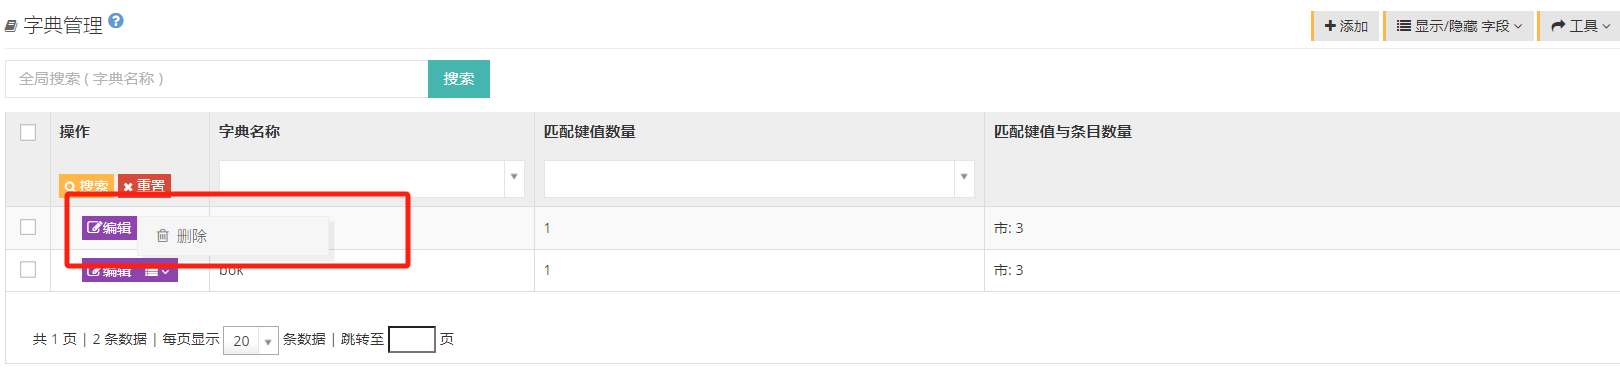 字典管理 ?
添加 显示/隐藏 字段 工具
全局搜索 ( 字典名称 ) 搜索
操作 字典名称 匹配键值数量 匹配键值与条目数量
搜索 重置
编辑 删除 1 市: 3
编辑 bok 1 市: 3
共 1 页 | 2 条数据 | 每页显示 20 条数据 | 跳转至 页